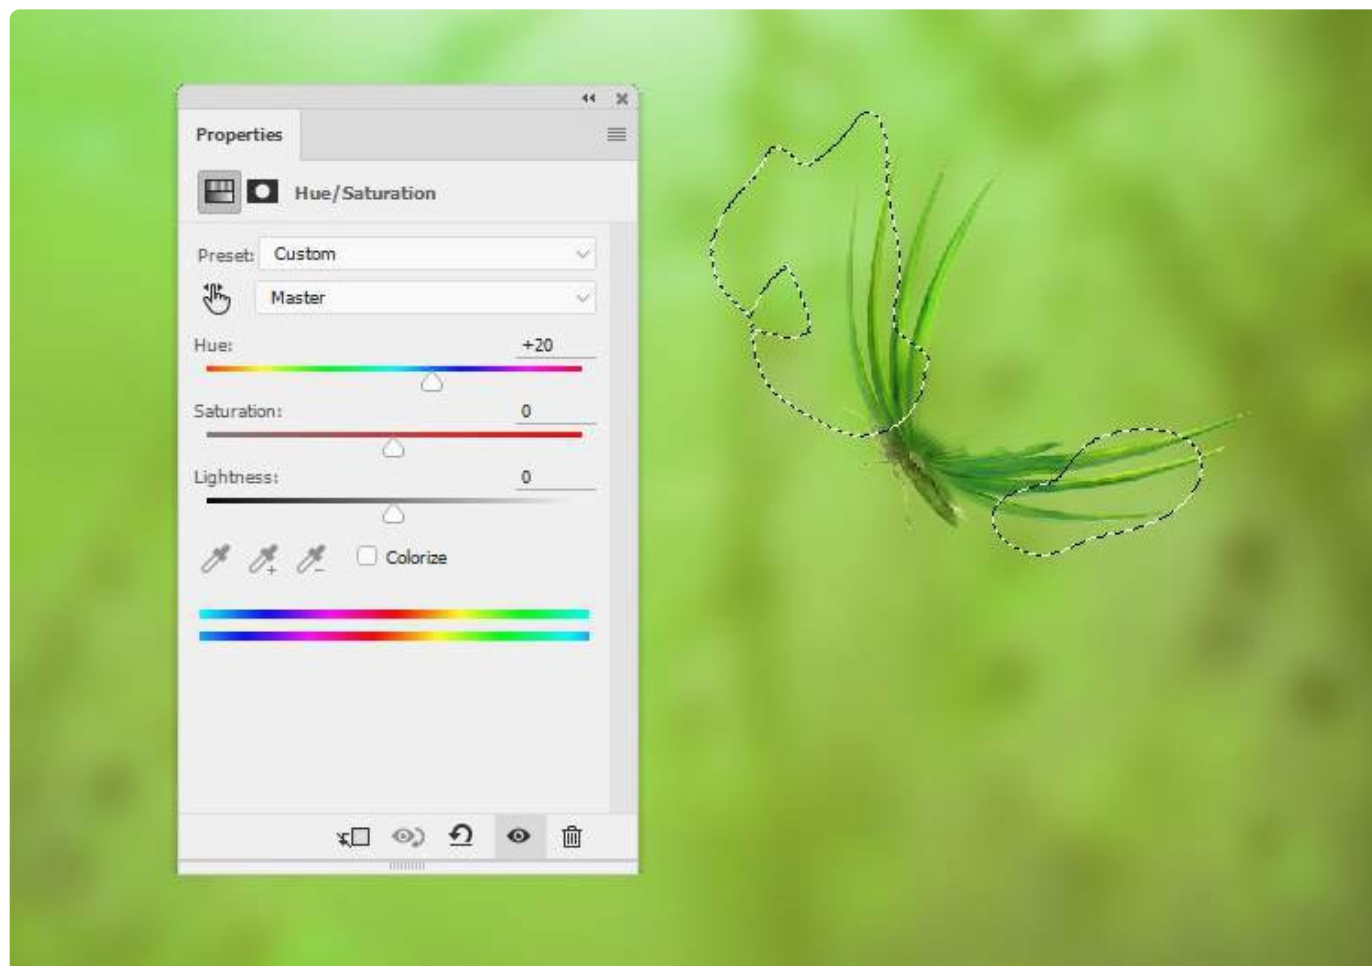 Properties
Hue/Saturation
Preset: Custom
Master
Hue: +20
Saturation: 0
Lightness: 0
Colorize